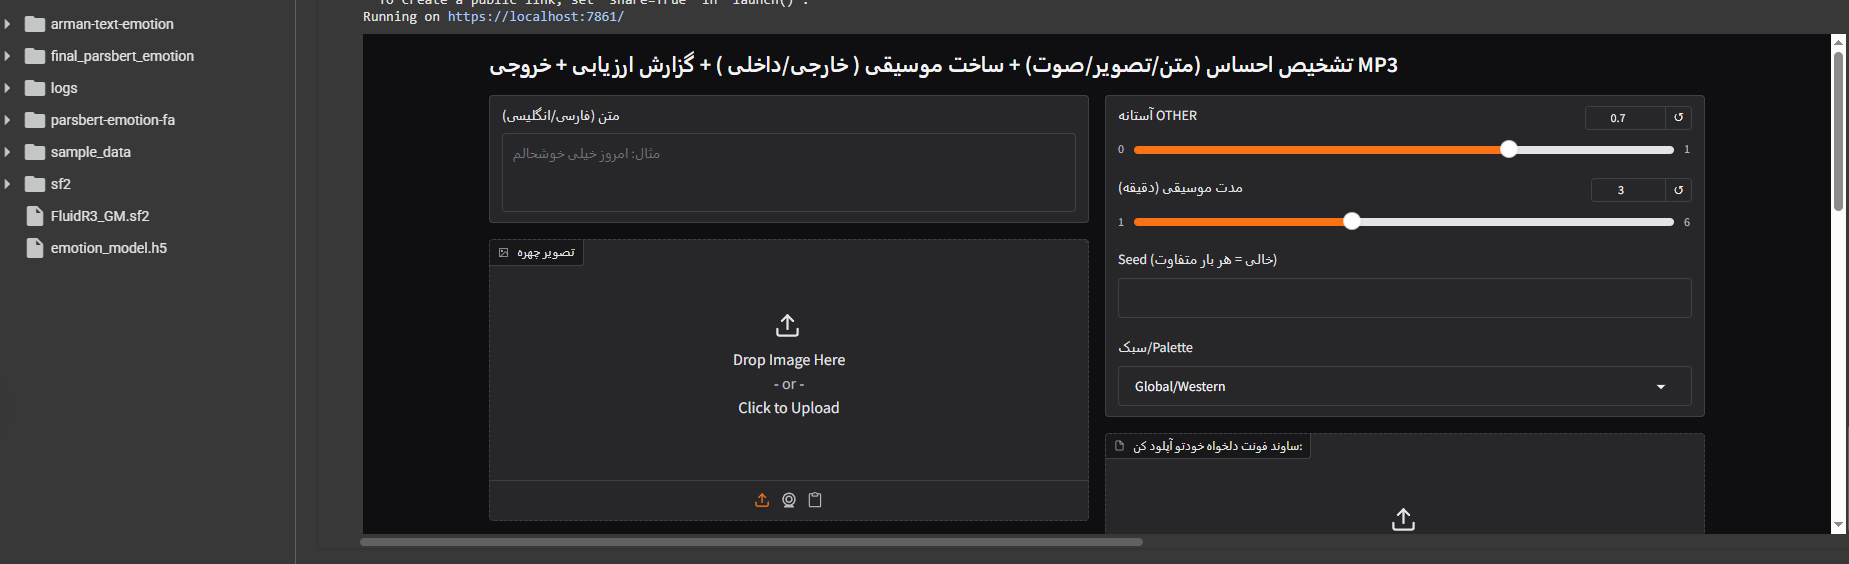 arman-text-emotion
final_parsbert_emotion
logs
parsbert-emotion-fa
sample_data
sf2
FluidR3_GM.sf2
emotion_model.h5
To create a public link, set `share=True` in `launch()`.
Running on https://localhost:7861/
تشخیص احساس (متن/تصویر/صوت) + ساخت موسیقی ( خارجی/داخلی ) + گزارش ارزیابی + خروجی MP3
متن (فارسی/انگلیسی)
مثال: امروز خیلی خوشحالم
تصویر چهره
Drop Image Here
- or -
Click to Upload
آستانه OTHER
0.7
0
1
مدت موسیقی (دقیقه)
3
1
6
Seed (خالی = هر بار متفاوت)
سبک/Palette
Global/Western
ساوند فونت دلخواه خودتو آپلود کن: